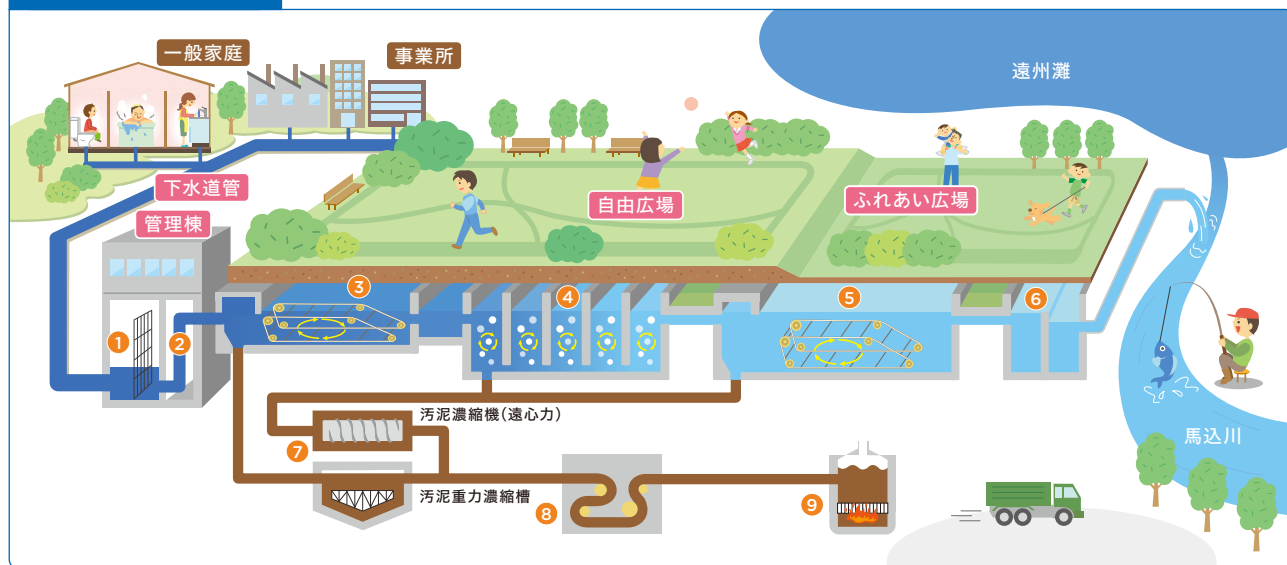 一般家庭
事業所
遠州灘
下水道管
管理棟
自由広場
ふれあい広場
1
2
3
4
5
6
汚泥濃縮機(遠心力)
7
馬込川
汚泥重力濃縮槽
8
9